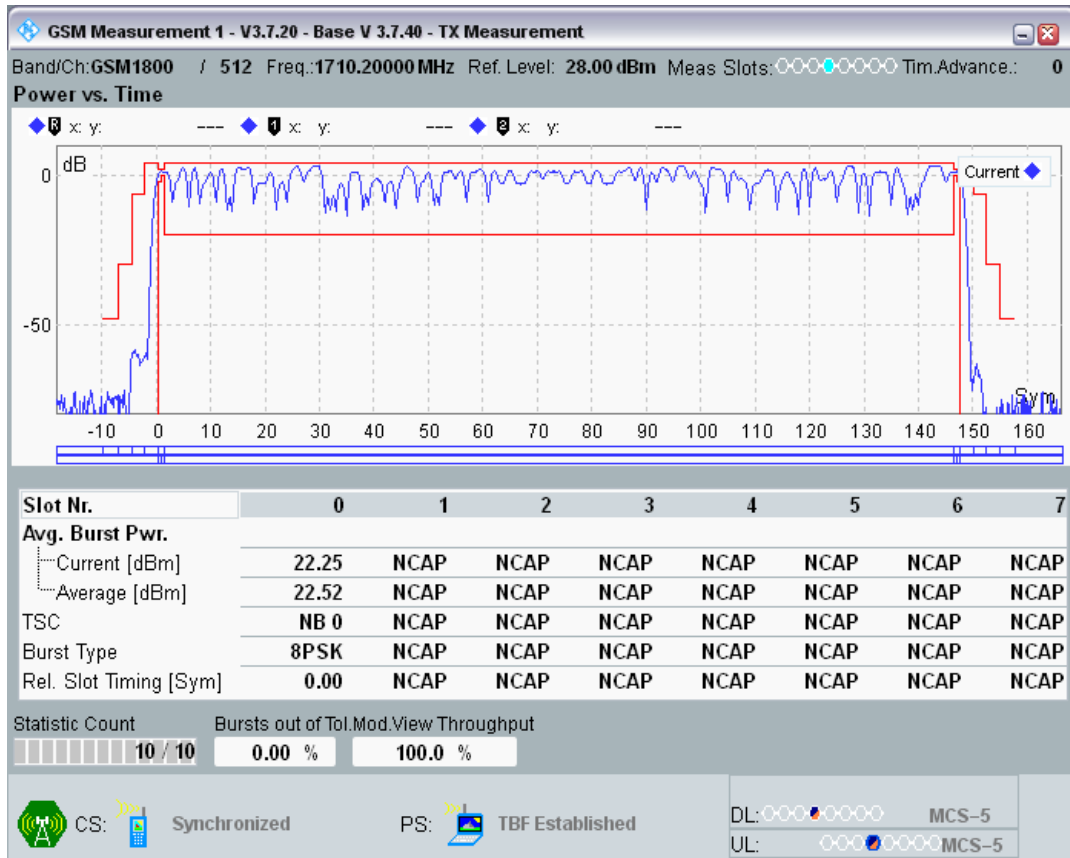 GSM Measurement 1 - V3.7.20 - Base V 3.7.40 - TX Measurement
Band/Ch:GSM1800 / 512 Freq.:1710.20000 MHz Ref. Level: 28.00 dBm Meas Slots: Tim.Advance.: 0
Power vs. Time
R x: y: --- 1 x: y: --- 2 x: y: ---
dB
Current
0
-50
Sym
-10 0 10 20 30 40 50 60 70 80 90 100 110 120 130 140 150 160
Slot Nr. 0 1 2 3 4 5 6 7
Avg. Burst Pwr.
Current [dBm] 22.25 NCAP NCAP NCAP NCAP NCAP NCAP NCAP
Average [dBm] 22.52 NCAP NCAP NCAP NCAP NCAP NCAP NCAP
TSC NB 0 NCAP NCAP NCAP NCAP NCAP NCAP NCAP
Burst Type 8PSK NCAP NCAP NCAP NCAP NCAP NCAP NCAP
Rel. Slot Timing [Sym] 0.00 NCAP NCAP NCAP NCAP NCAP NCAP NCAP
Statistic Count Bursts out of Tol.Mod.View Throughput
10 / 10 0.00 % 100.0 %
CS: Synchronized PS: TBF Established
DL: MCS-5
UL: MCS-5